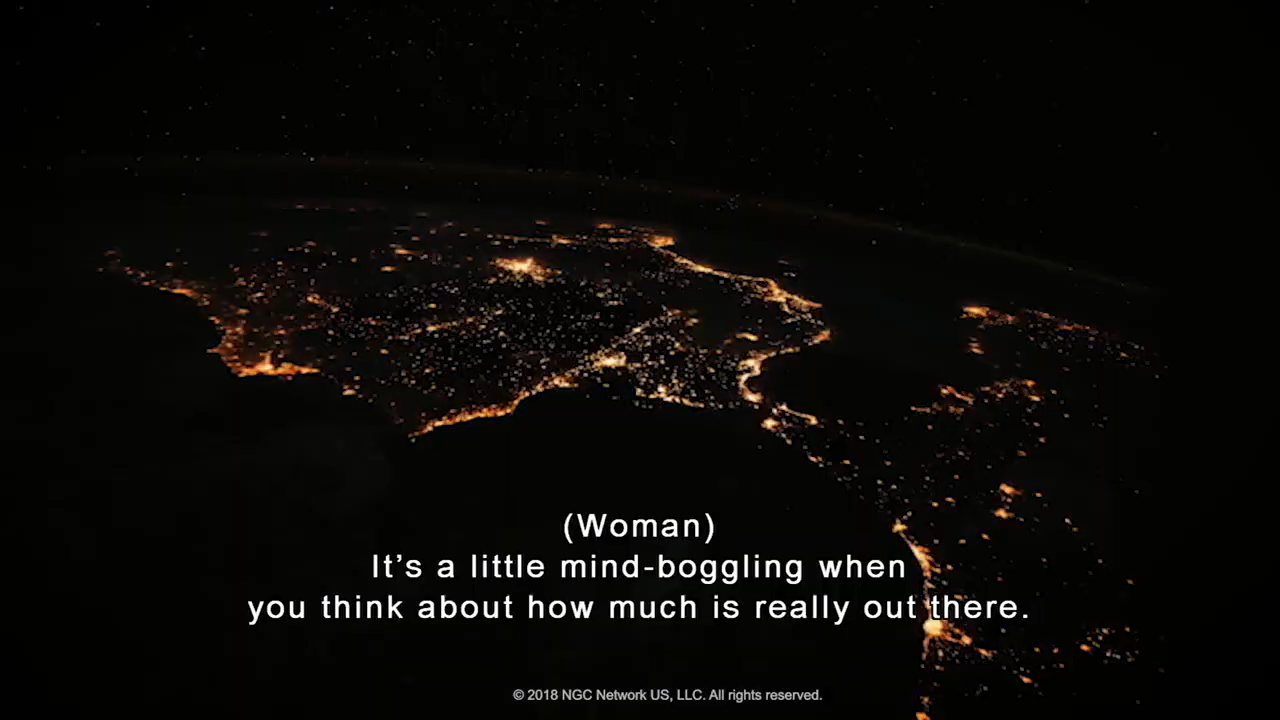 (Woman)
It’s a little mind-boggling when
you think about how much is really out there.
© 2018 NGC Network US, LLC. All rights reserved.